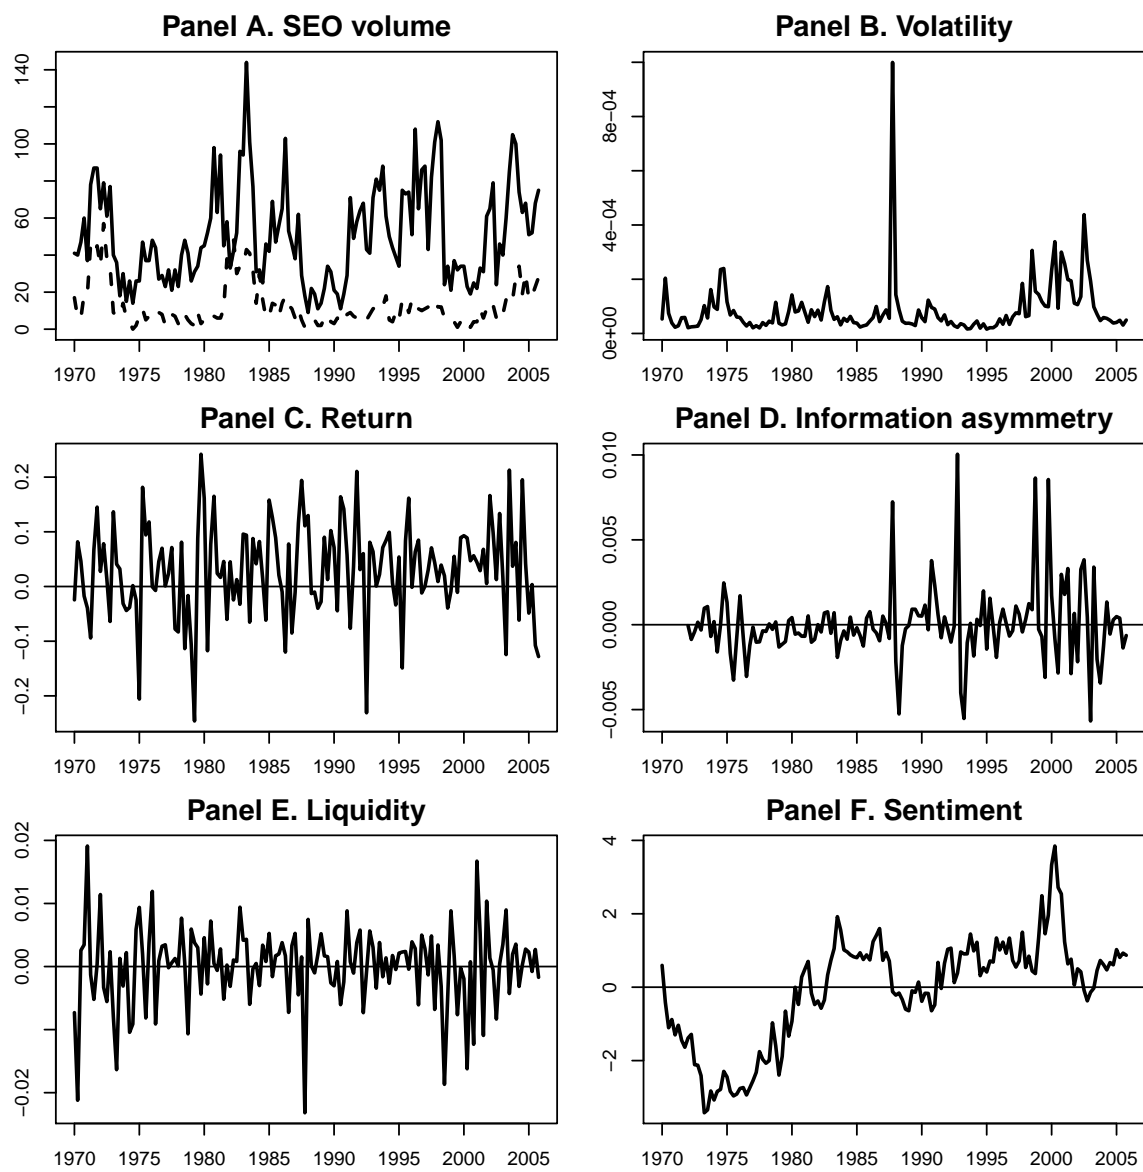 Panel A. SEO volume
0 20 60 100 140
1970 1975 1980 1985 1990 1995 2000 2005
Panel B. Volatility
0e+00 4e−04 8e−04
1970 1975 1980 1985 1990 1995 2000 2005
Panel C. Return
−0.2 −0.1 0.0 0.1 0.2
1970 1975 1980 1985 1990 1995 2000 2005
Panel D. Information asymmetry
−0.005 0.000 0.005 0.010
1970 1975 1980 1985 1990 1995 2000 2005
Panel E. Liquidity
−0.02 0.00 0.01 0.02
1970 1975 1980 1985 1990 1995 2000 2005
Panel F. Sentiment
−2 0 2 4
1970 1975 1980 1985 1990 1995 2000 2005